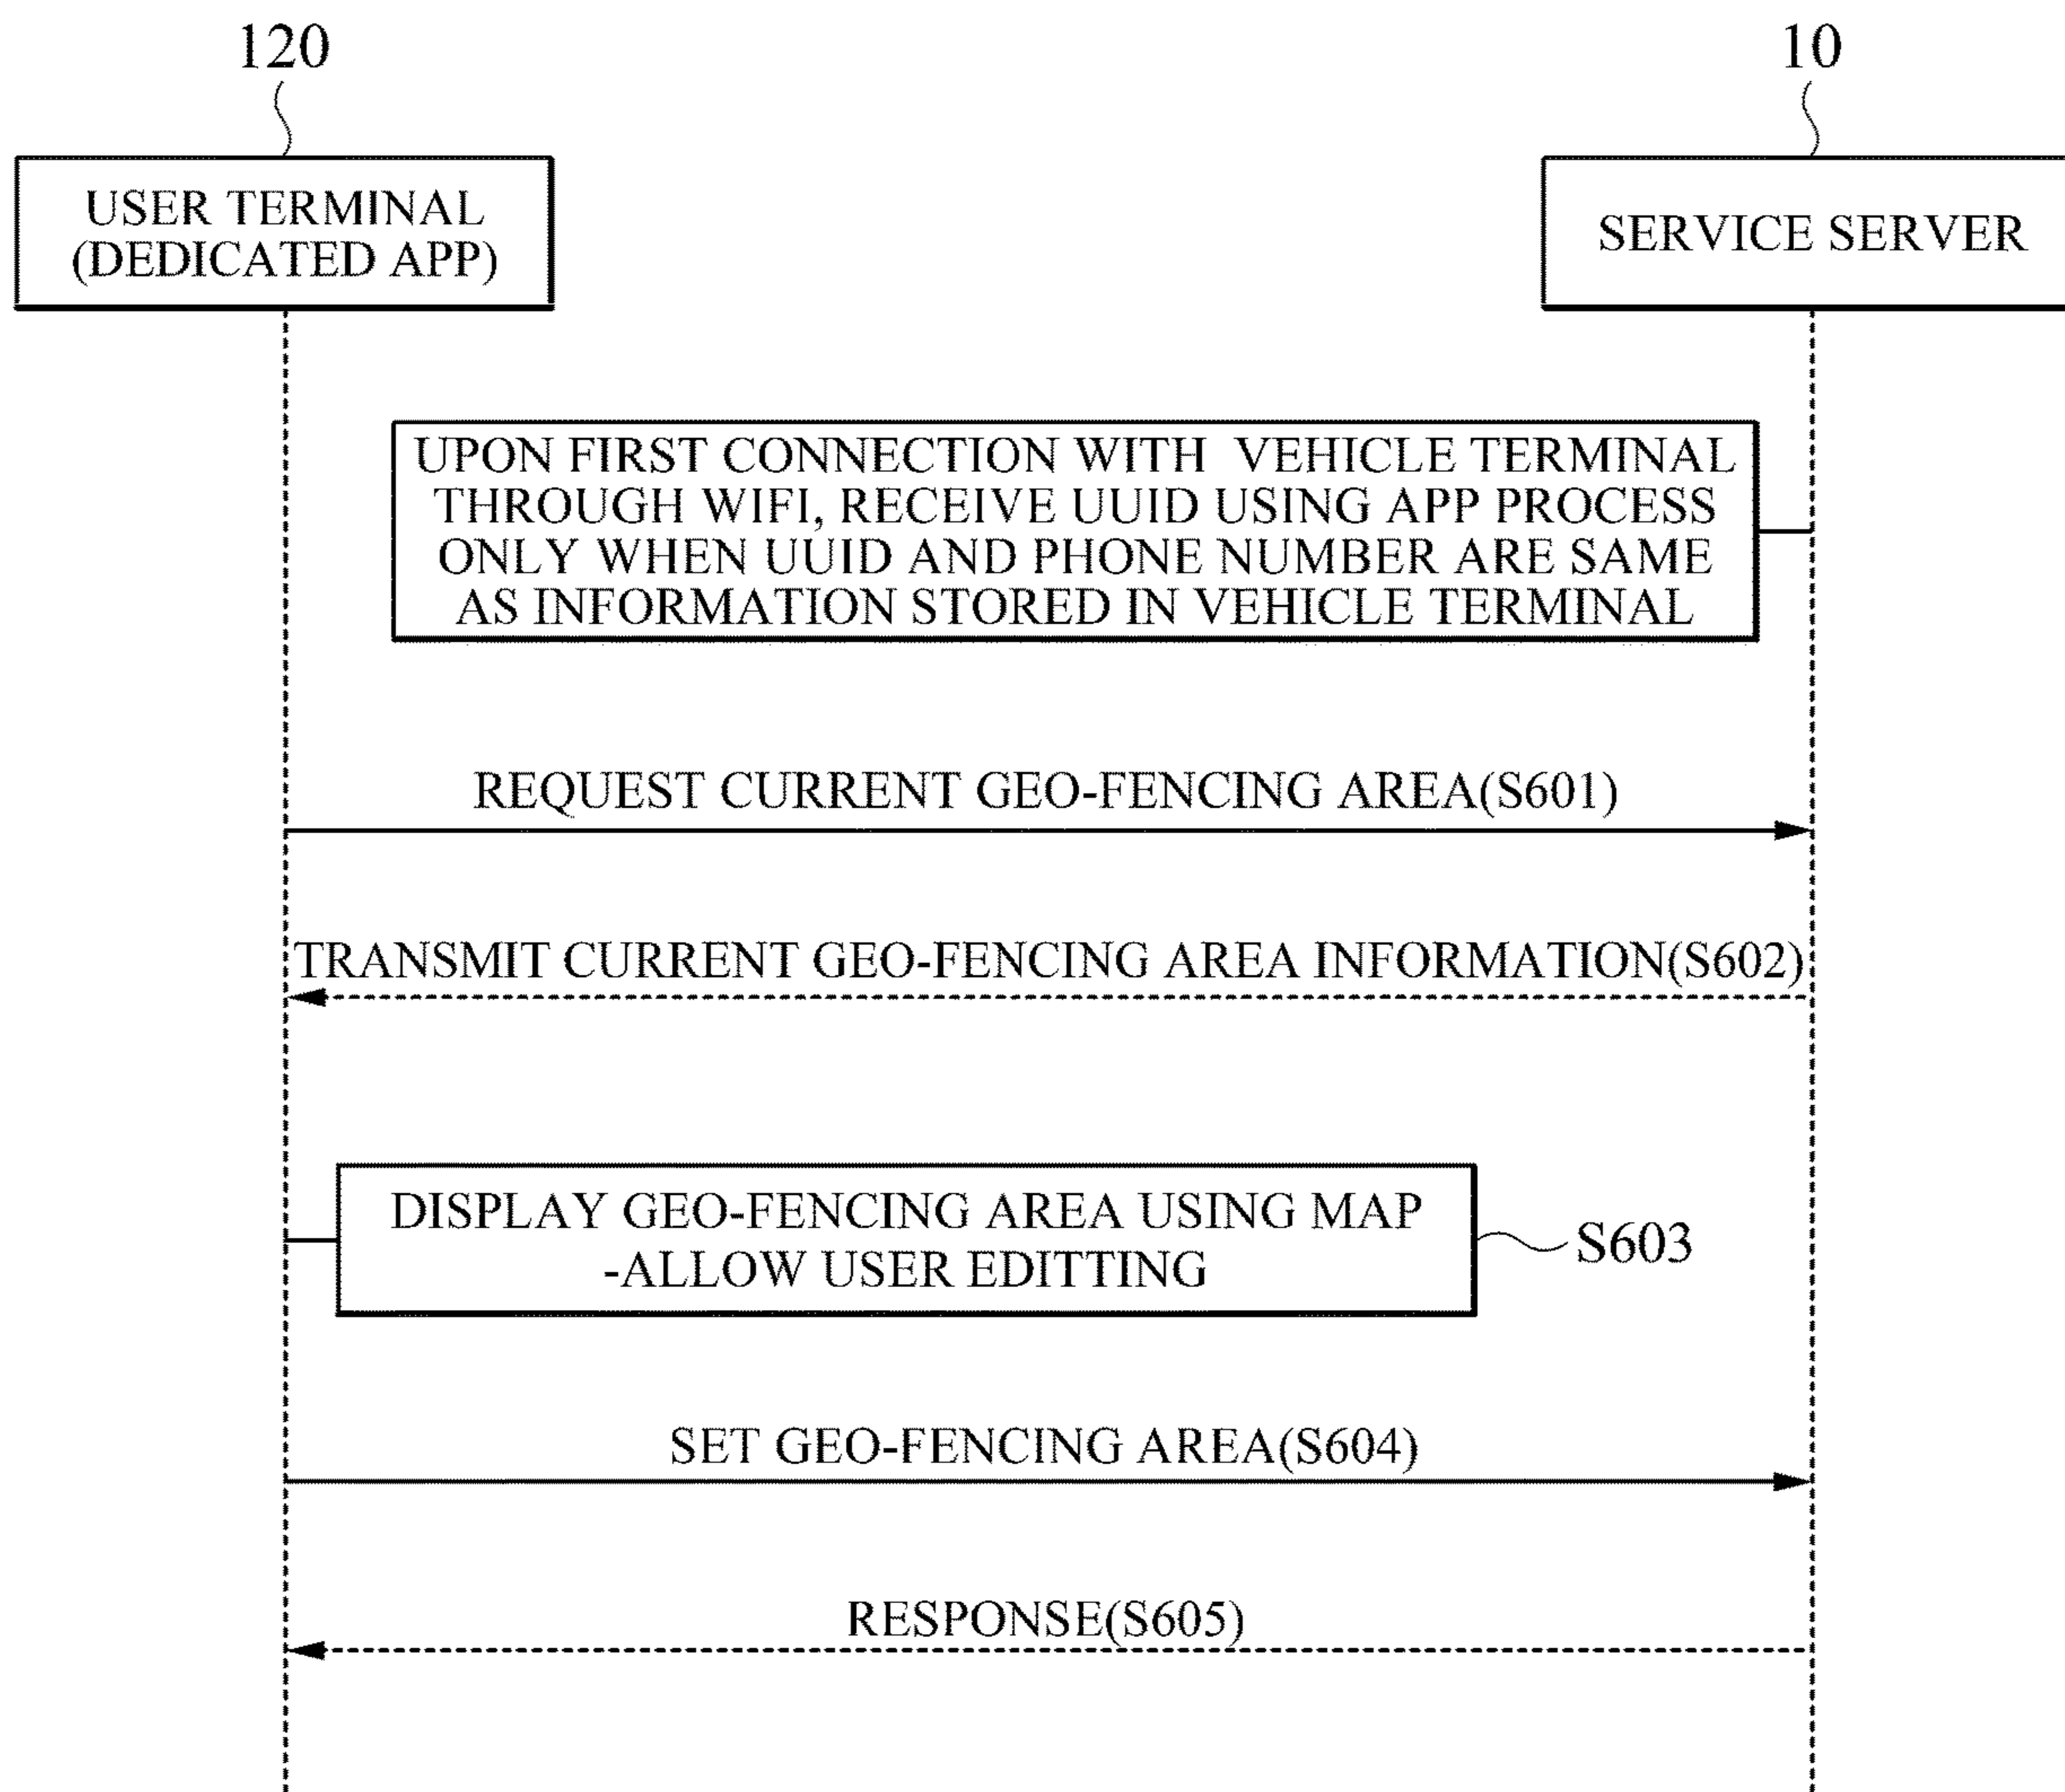 120
10
USER TERMINAL
(DEDICATED APP)
SERVICE SERVER
UPON FIRST CONNECTION WITH VEHICLE TERMINAL
THROUGH WIFI, RECEIVE UUID USING APP PROCESS
ONLY WHEN UUID AND PHONE NUMBER ARE SAME
AS INFORMATION STORED IN VEHICLE TERMINAL
REQUEST CURRENT GEO-FENCING AREA(S601)
TRANSMIT CURRENT GEO-FENCING AREA INFORMATION(S602)
DISPLAY GEO-FENCING AREA USING MAP
-ALLOW USER EDITTING
S603
SET GEO-FENCING AREA(S604)
RESPONSE(S605)